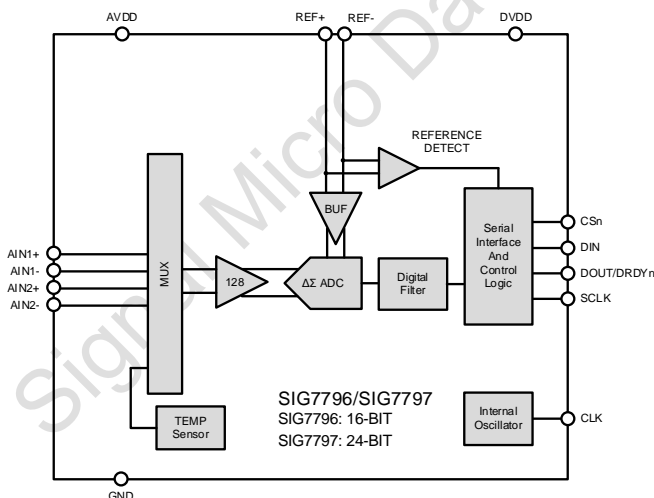 AVDD
REF+
REF-
DVDD
REFERENCE
DETECT
BUF
Serial
Interface
And
Control
Logic
CSn
DIN
DOUT/DRDYn
SCLK
AIN1+
AIN1-
AIN2+
AIN2-
MUX
128
ΔΣ ADC
Digital
Filter
TEMP
Sensor
SIG7796/SIG7797
SIG7796: 16-BIT
SIG7797: 24-BIT
Internal
Oscillator
CLK
GND
Signal Micro Da